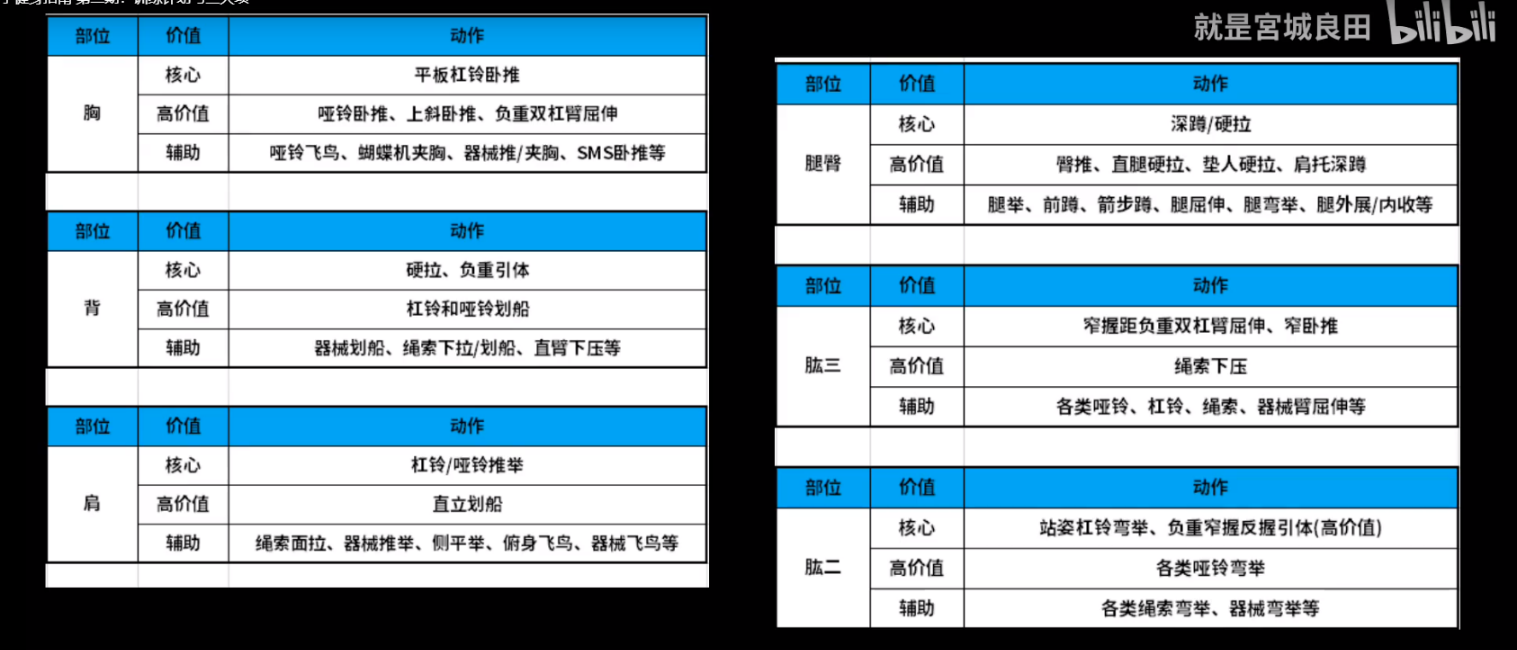 就是宮城良田 bilibili
部位 价值 动作
胸
核心 平板杠铃卧推
高价值 哑铃卧推、上斜卧推、负重双杠臂屈伸
辅助 哑铃飞鸟、蝴蝶机夹胸、器械推/夹胸、SMS卧推等
部位 价值 动作
背
核心 硬拉、负重引体
高价值 杠铃和哑铃划船
辅助 器械划船、绳索下拉/划船、直臂下压等
部位 价值 动作
肩
核心 杠铃/哑铃推举
高价值 直立划船
辅助 绳索面拉、器械推举、侧平举、俯身飞鸟、器械飞鸟等
部位 价值 动作
腿臀
核心 深蹲/硬拉
高价值 臀推、直腿硬拉、垫人硬拉、肩托深蹲
辅助 腿举、前蹲、箭步蹲、腿屈伸、腿弯举、腿外展/内收等
部位 价值 动作
肱三
核心 窄握距负重双杠臂屈伸、窄卧推
高价值 绳索下压
辅助 各类哑铃、杠铃、绳索、器械臂屈伸等
部位 价值 动作
肱二
核心 站姿杠铃弯举、负重窄握反握引体(高价值)
高价值 各类哑铃弯举
辅助 各类绳索弯举、器械弯举等